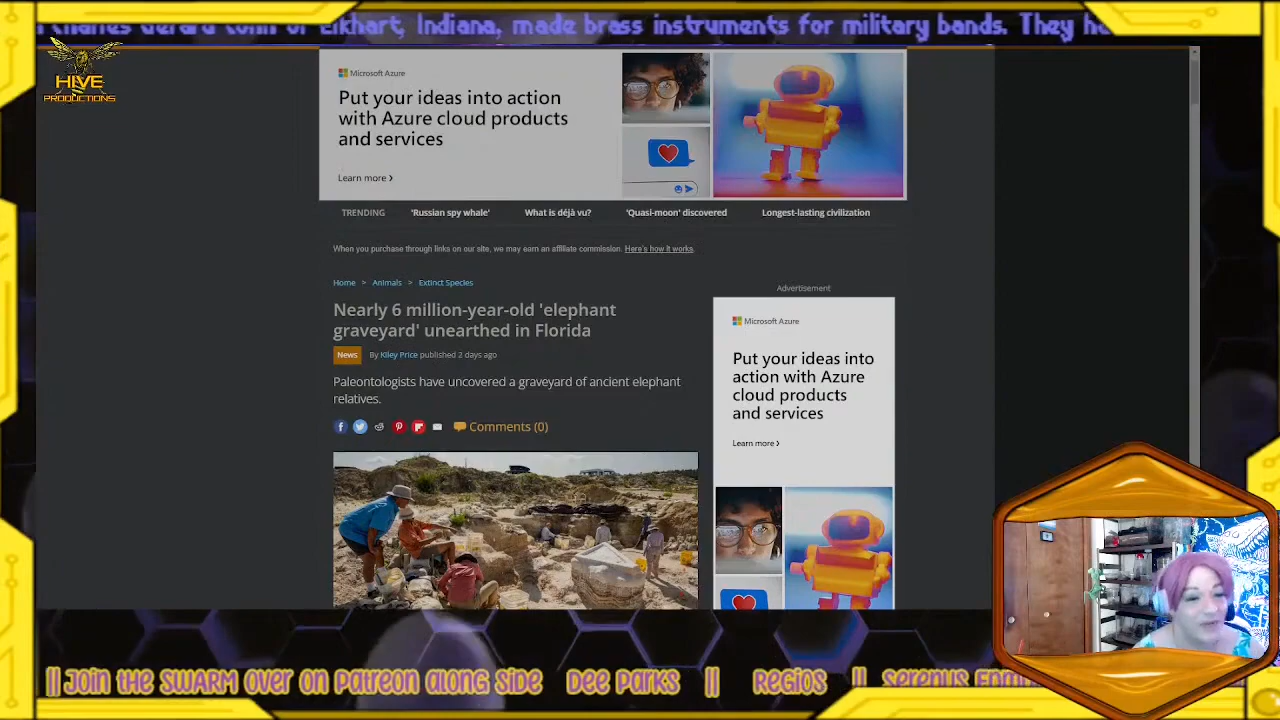 of Elkhart, Indiana, made brass instruments for military bands. They
HIVE
PRODUCTIONS
Microsoft Azure
Put your ideas into action
with Azure cloud products
and services
Learn more >
TRENDING
'Russian spy whale'
What is déjà vu?
'Quasi-moon' discovered
Longest-lasting civilization
When you purchase through links on our site, we may earn an affiliate commission. Here's how it works.
Home > Animals > Extinct Species
Nearly 6 million-year-old 'elephant
graveyard' unearthed in Florida
News By Kiley Price published 2 days ago
Paleontologists have uncovered a graveyard of ancient elephant
relatives.
Comments (0)
Advertisement
Microsoft Azure
Put your ideas into
action with Azure
cloud products
and services
Learn more >
|| Join the SWARM over on Patreon along side Dee Parks || Regios ||